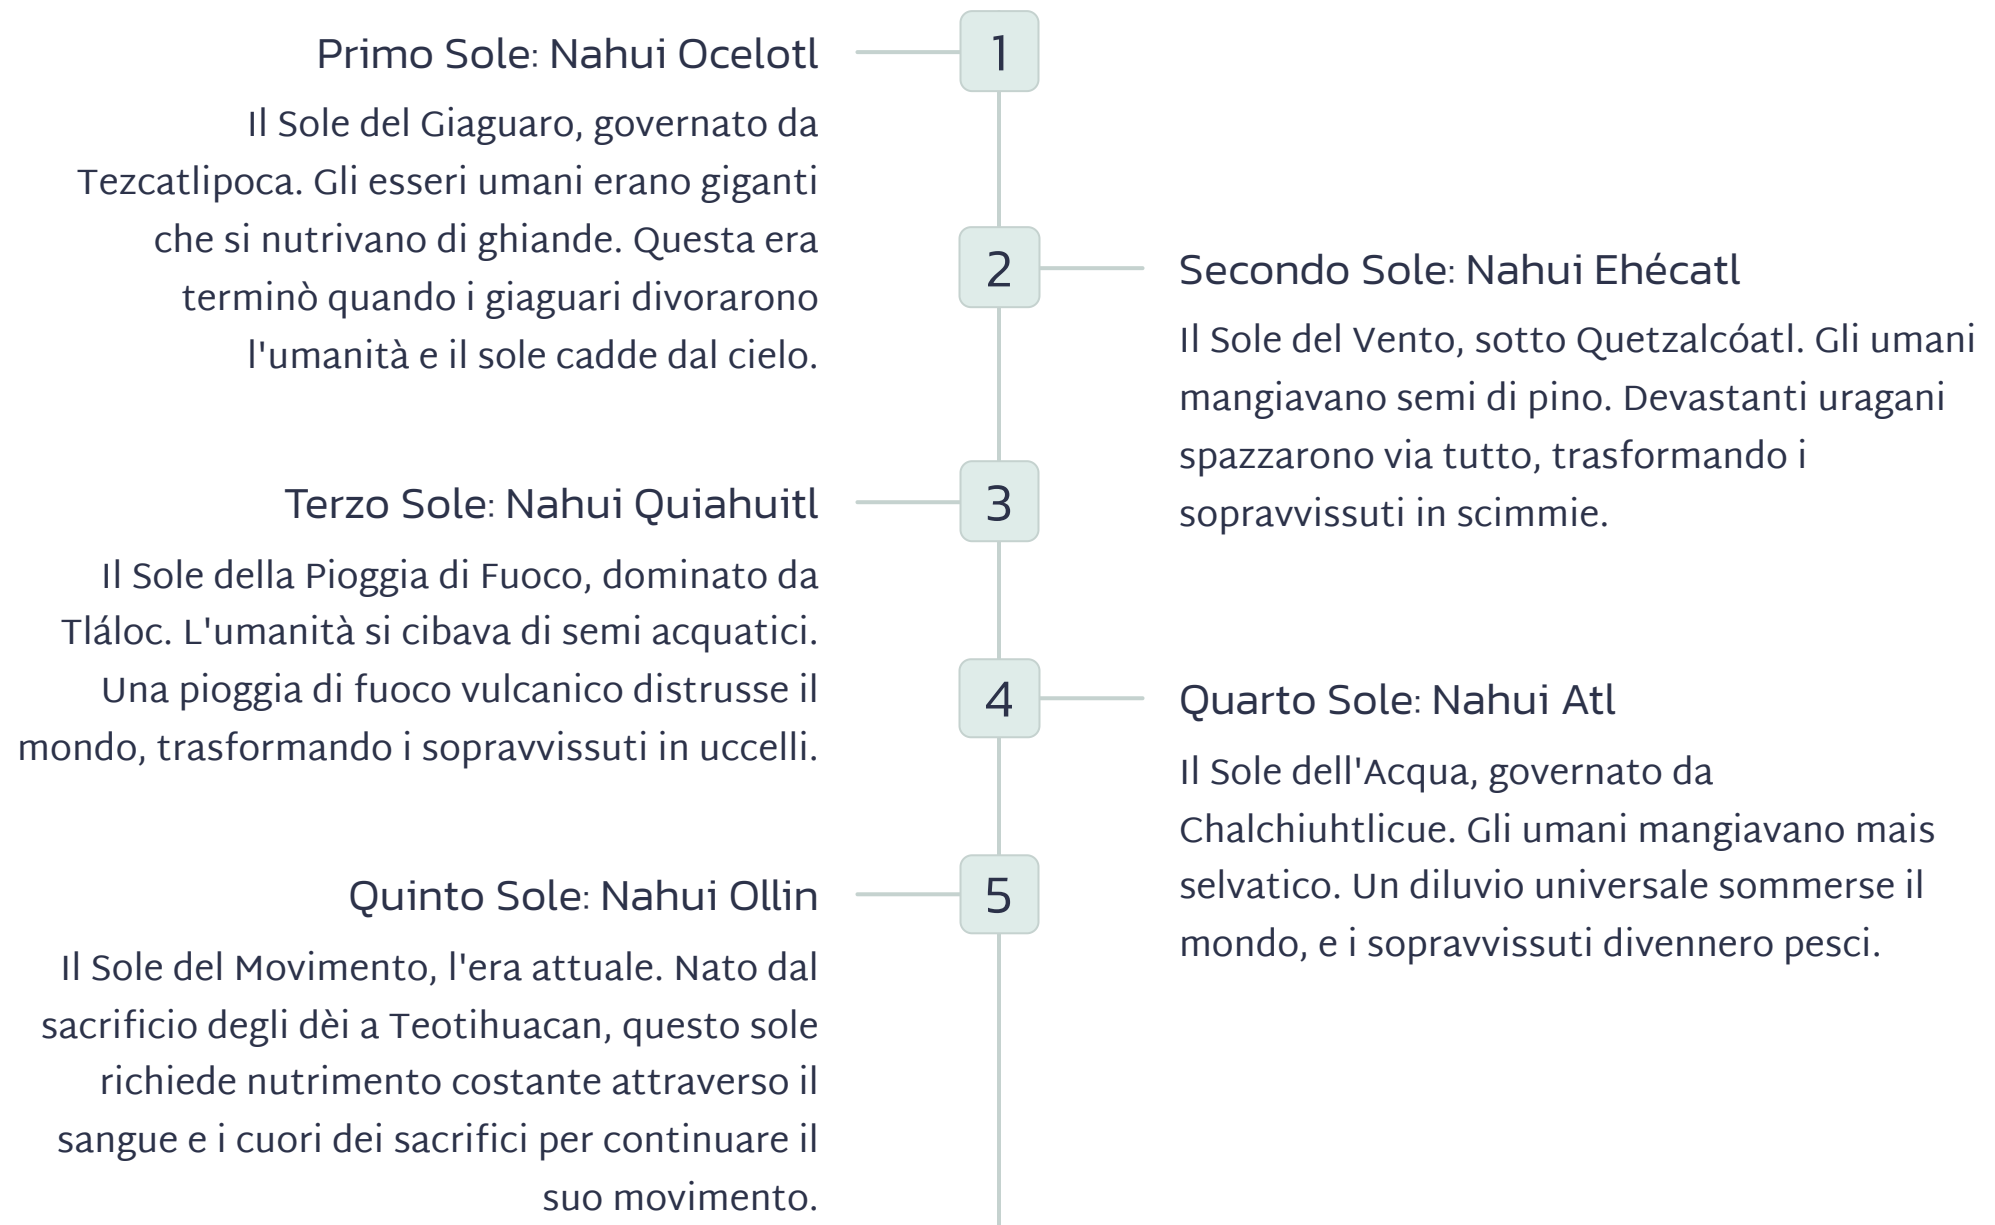 1
Primo Sole: Nahui Ocelotl
Il Sole del Giaguaro, governato da
Tezcatlipoca. Gli esseri umani erano giganti
che si nutrivano di ghiande. Questa era
terminò quando i giaguari divorarono
l'umanità e il sole cadde dal cielo.
2
Secondo Sole: Nahui Ehécatl
Il Sole del Vento, sotto Quetzalcóatl. Gli umani
mangiavano semi di pino. Devastanti uragani
spazzarono via tutto, trasformando i
sopravvissuti in scimmie.
3
Terzo Sole: Nahui Quiahuitl
Il Sole della Pioggia di Fuoco, dominato da
Tláloc. L'umanità si cibava di semi acquatici.
Una pioggia di fuoco vulcanico distrusse il
mondo, trasformando i sopravvissuti in uccelli.
4
Quarto Sole: Nahui Atl
Il Sole dell'Acqua, governato da
Chalchiuhtlicue. Gli umani mangiavano mais
selvatico. Un diluvio universale sommerse il
mondo, e i sopravvissuti divennero pesci.
5
Quinto Sole: Nahui Ollin
Il Sole del Movimento, l'era attuale. Nato dal
sacrificio degli dèi a Teotihuacan, questo sole
richiede nutrimento costante attraverso il
sangue e i cuori dei sacrifici per continuare il
suo movimento.